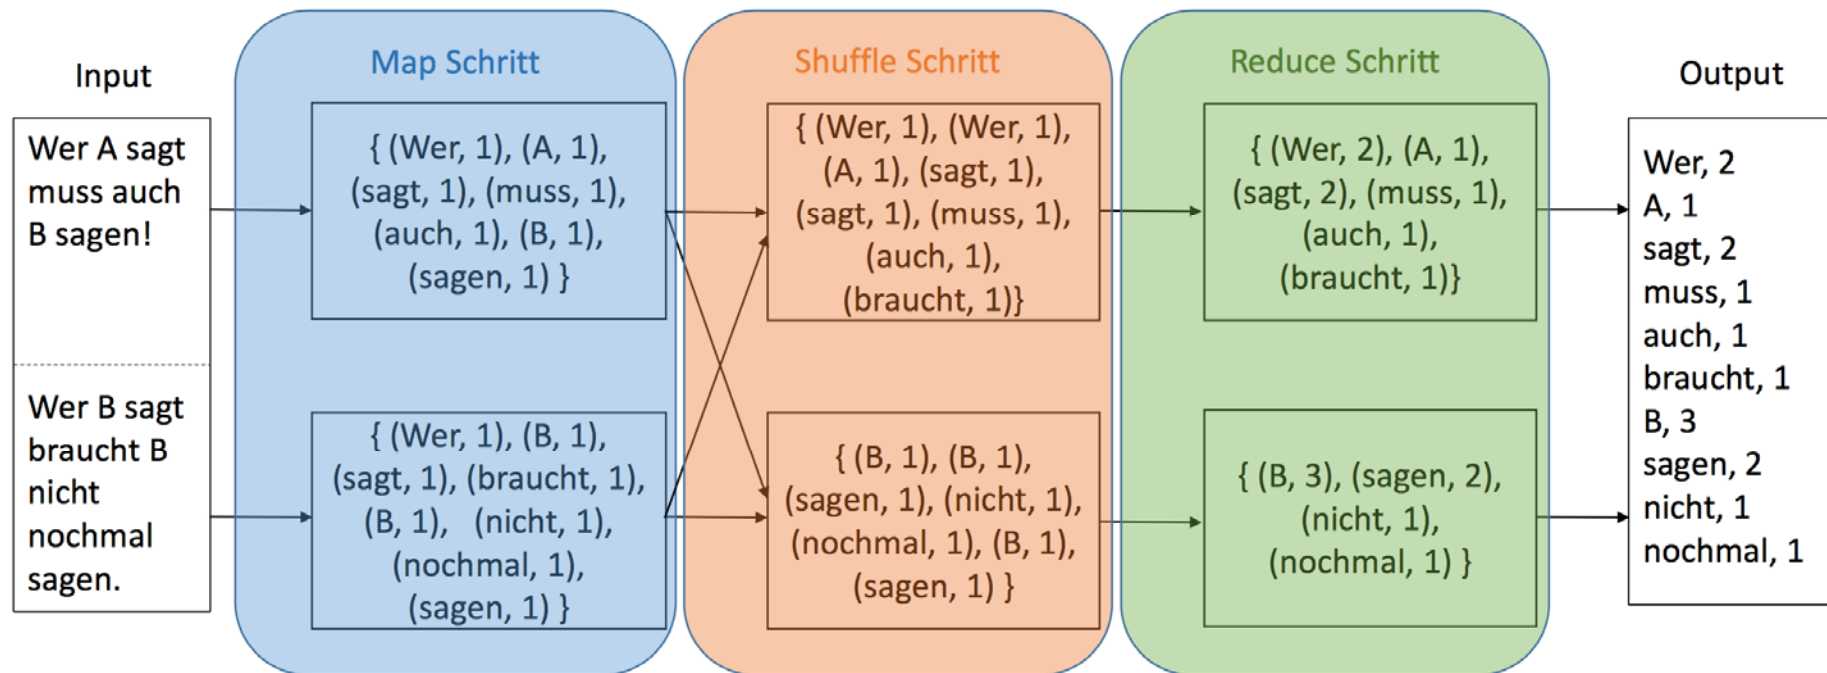 Input
Wer A sagt
muss auch
B sagen!
Wer B sagt
braucht B
nicht
nochmal
sagen.
Map Schritt
{ (Wer, 1), (A, 1),
(sagt, 1), (muss, 1),
(auch, 1), (B, 1),
(sagen, 1) }
{ (Wer, 1), (B, 1),
(sagt, 1), (braucht, 1),
(B, 1), (nicht, 1),
(nochmal, 1),
(sagen, 1) }
Shuffle Schritt
{ (Wer, 1), (Wer, 1),
(A, 1), (sagt, 1),
(sagt, 1), (muss, 1),
(auch, 1),
(braucht, 1)}
{ (B, 1), (B, 1),
(sagen, 1), (nicht, 1),
(nochmal, 1), (B, 1),
(sagen, 1) }
Reduce Schritt
{ (Wer, 2), (A, 1),
(sagt, 2), (muss, 1),
(auch, 1),
(braucht, 1)}
{ (B, 3), (sagen, 2),
(nicht, 1),
(nochmal, 1) }
Output
Wer, 2
A, 1
sagt, 2
muss, 1
auch, 1
braucht, 1
B, 3
sagen, 2
nicht, 1
nochmal, 1